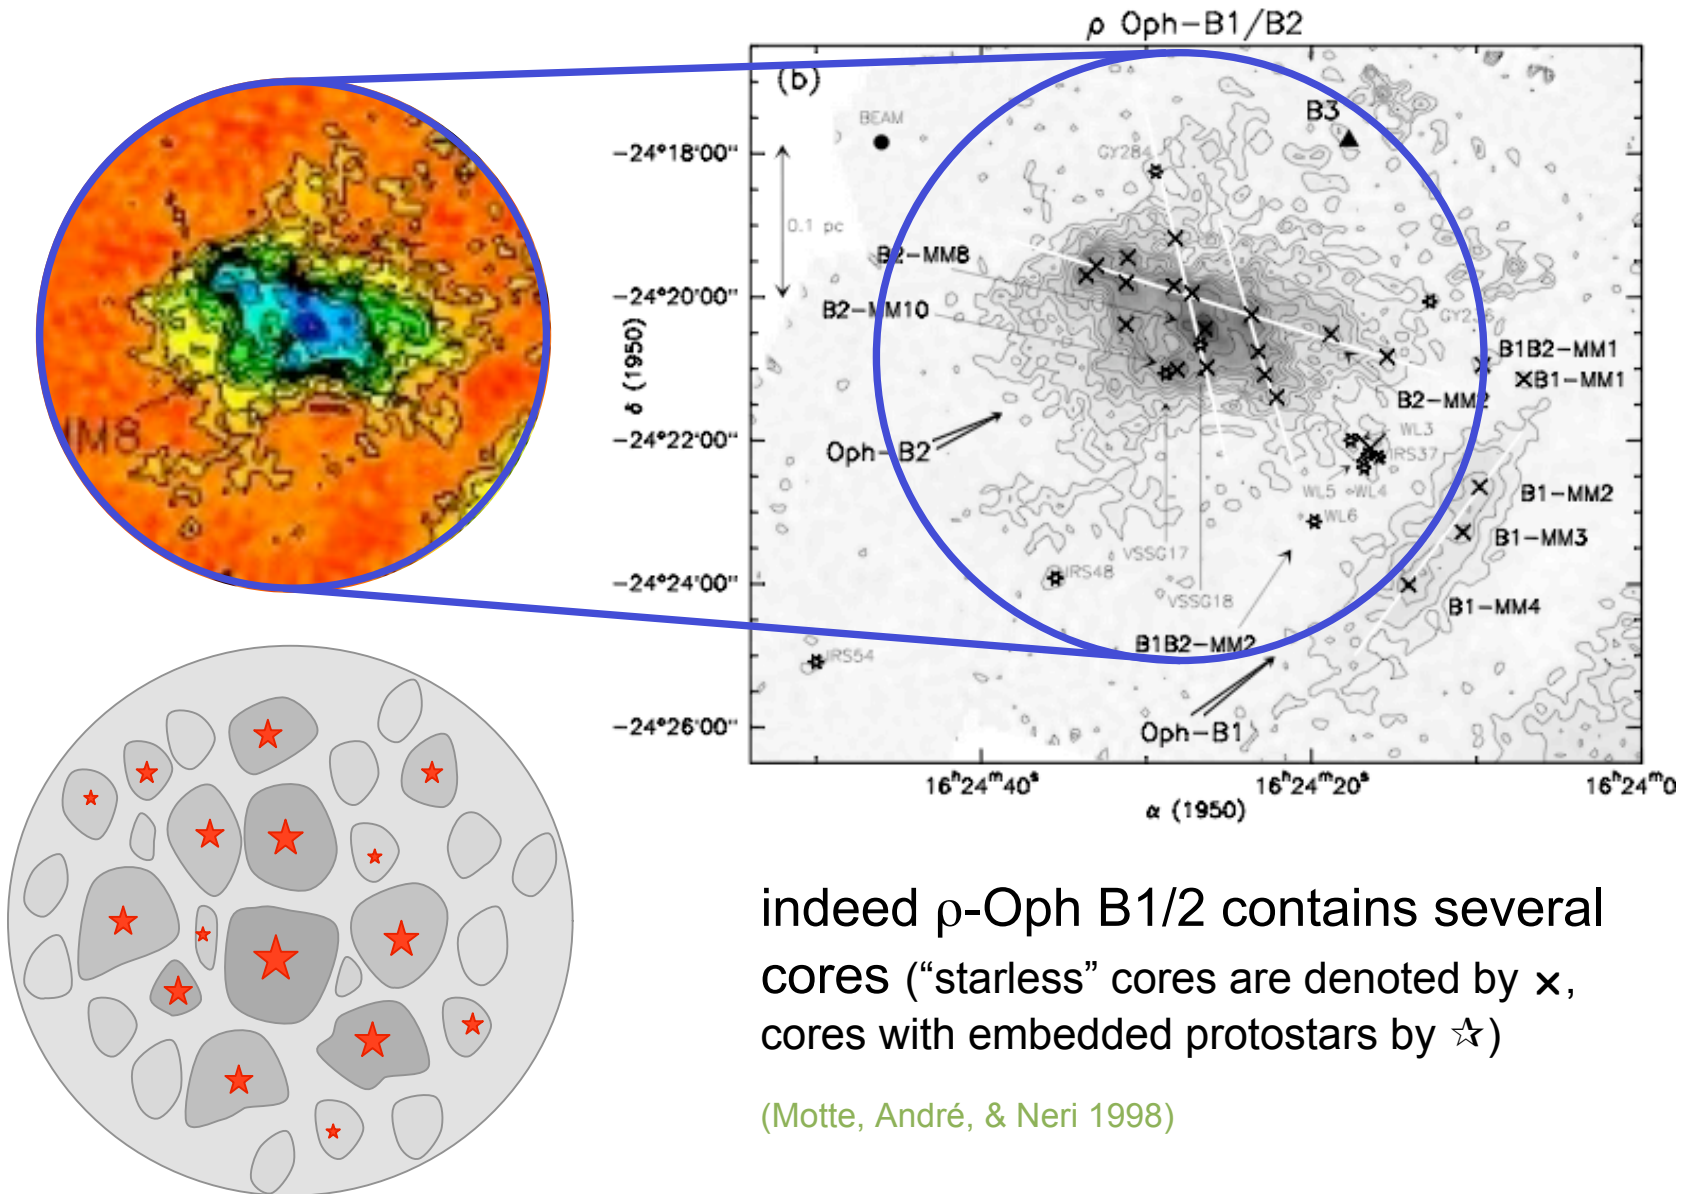 ρ Oph-B1/B2
(b)
BEAM
B3
GY284
-24°18'00"
0.1 pc
B2-MM8
-24°20'00"
B2-MM10
GY236
B1B2-MM1
B1-MM1
δ (1950)
B2-MM2
-24°22'00"
WL3
Oph-B2
IRS37
WL5
WL4
B1-MM2
WL6
B1-MM3
VSSG17
IRS48
-24°24'00"
VSSG18
B1-MM4
B1B2-MM2
IRS54
-24°26'00"
Oph-B1
16ʰ24ᵐ40ˢ
16ʰ24ᵐ20ˢ
16ʰ24ᵐ0
α (1950)
MM8
indeed ρ-Oph B1/2 contains several
cores (“starless” cores are denoted by ×,
cores with embedded protostars by ☆)
(Motte, André, & Neri 1998)